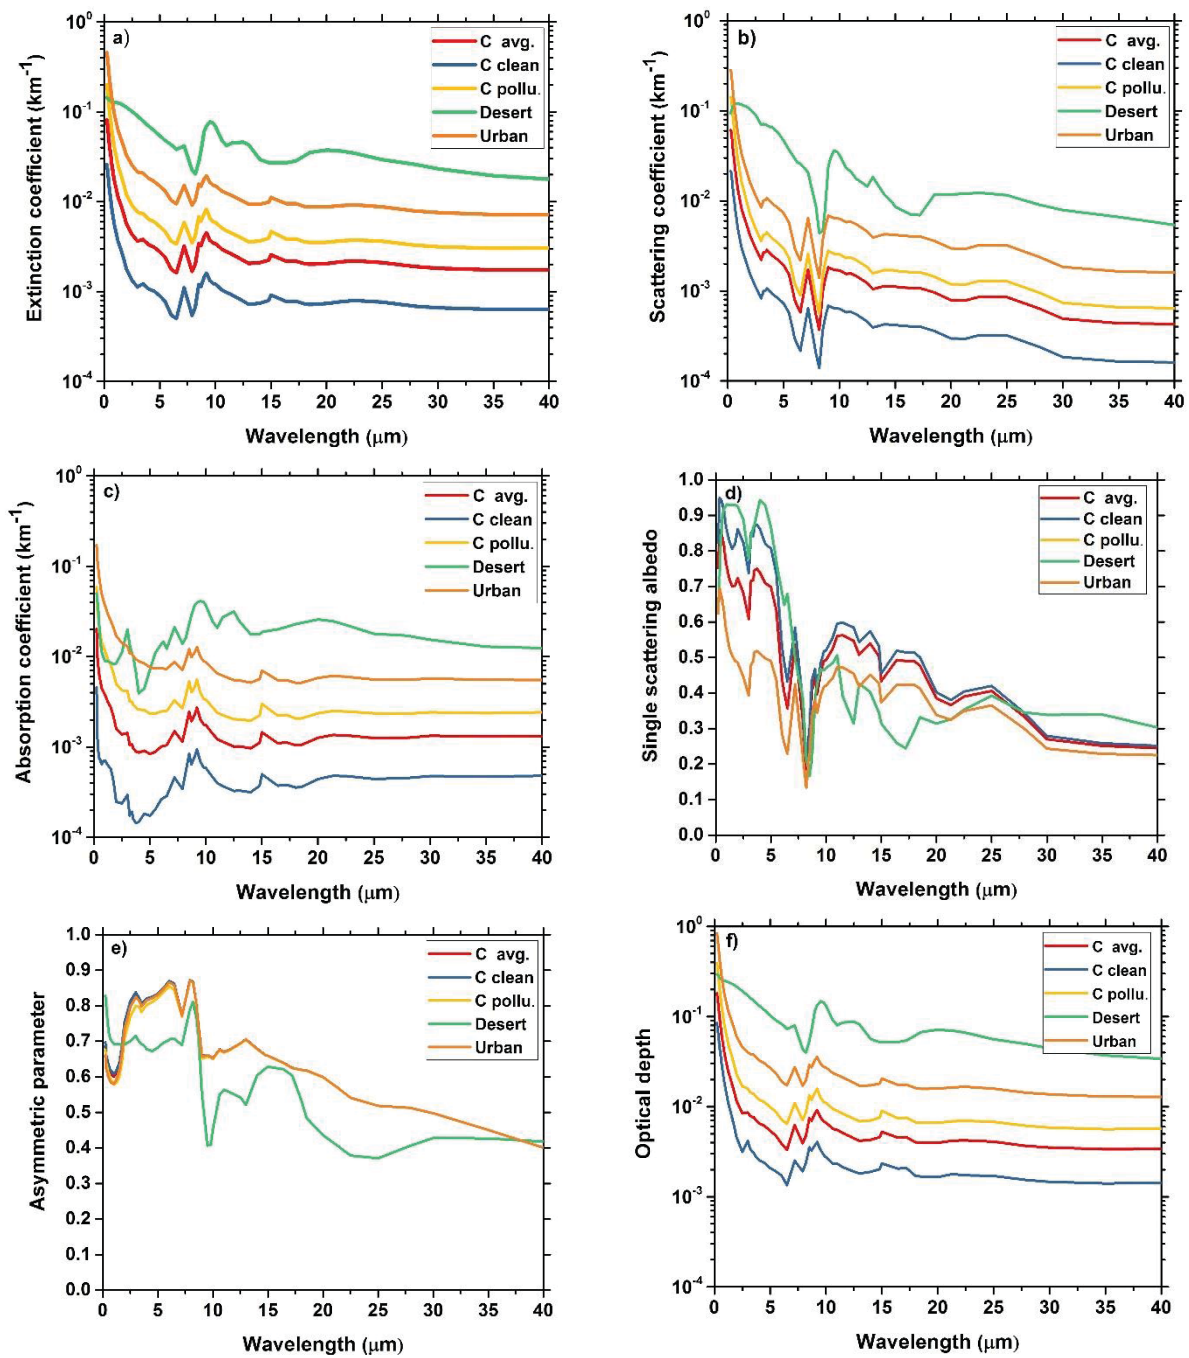 a)
C avg.
C clean
C pollu.
Desert
Urban
10⁰
10⁻¹
10⁻²
10⁻³
10⁻⁴
Extinction coefficient (km⁻¹)
0 5 10 15 20 25 30 35 40
Wavelength (μm)
b)
C avg.
C clean
C pollu.
Desert
Urban
10⁰
10⁻¹
10⁻²
10⁻³
10⁻⁴
Scattering coefficient (km⁻¹)
0 5 10 15 20 25 30 35 40
Wavelength (μm)
c)
C avg.
C clean
C pollu.
Desert
Urban
10⁰
10⁻¹
10⁻²
10⁻³
10⁻⁴
Absorption coefficient (km⁻¹)
0 5 10 15 20 25 30 35 40
Wavelength (μm)
d)
C avg.
C clean
C pollu.
Desert
Urban
1.0
0.9
0.8
0.7
0.6
0.5
0.4
0.3
0.2
0.1
0.0
Single scattering albedo
0 5 10 15 20 25 30 35 40
Wavelength (μm)
e)
C avg.
C clean
C pollu.
Desert
Urban
1.0
0.9
0.8
0.7
0.6
0.5
0.4
0.3
0.2
0.1
0.0
Asymmetric parameter
0 5 10 15 20 25 30 35 40
Wavelength (μm)
f)
C avg.
C clean
C pollu.
Desert
Urban
10⁰
10⁻¹
10⁻²
10⁻³
10⁻⁴
Optical depth
0 5 10 15 20 25 30 35 40
Wavelength (μm)